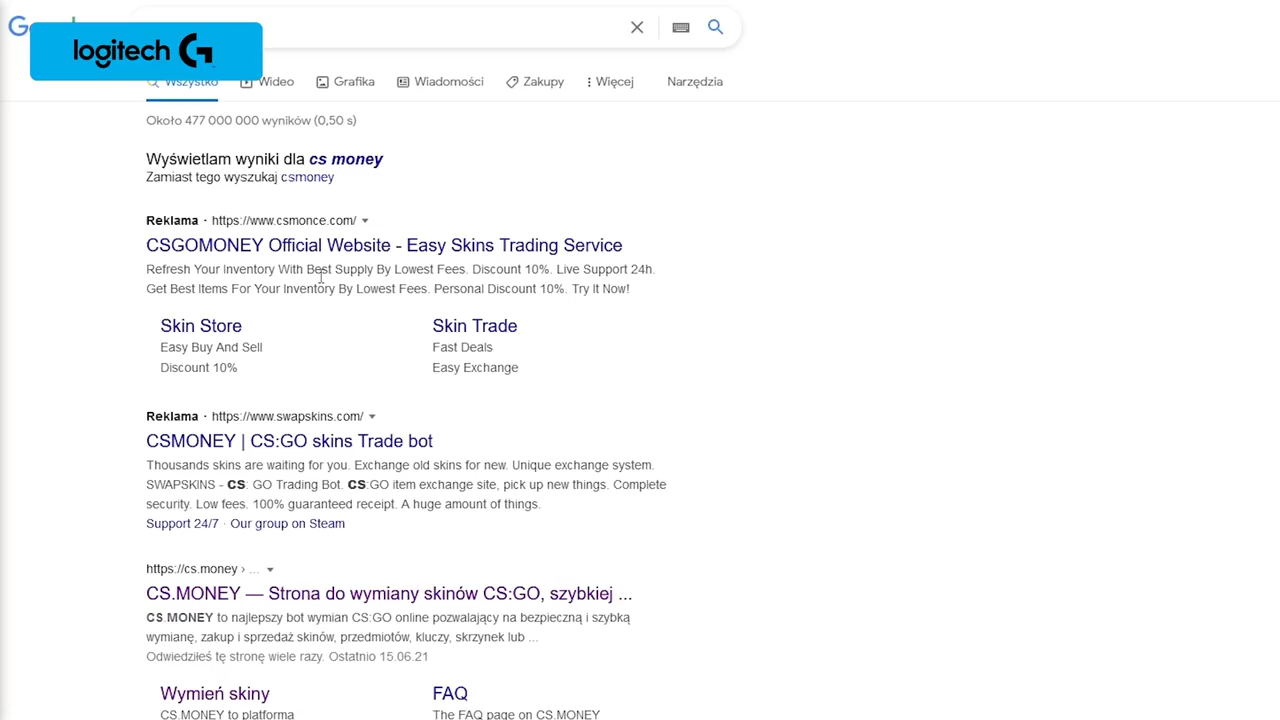 logitech G
Wszystko Wideo Grafika Wiadomości Zakupy Więcej Narzędzia
Około 477 000 000 wyników (0,50 s)
Wyświetlam wyniki dla cs money
Zamiast tego wyszukaj csmoney
Reklama · https://www.csmonce.com/
CSGOMONEY Official Website - Easy Skins Trading Service
Refresh Your Inventory With Best Supply By Lowest Fees. Discount 10%. Live Support 24h.
Get Best Items For Your Inventory By Lowest Fees. Personal Discount 10%. Try It Now!
Skin Store Skin Trade
Easy Buy And Sell Fast Deals
Discount 10% Easy Exchange
Reklama · https://www.swapskins.com/
CSMONEY | CS:GO skins Trade bot
Thousands skins are waiting for you. Exchange old skins for new. Unique exchange system.
SWAPSKINS - CS: GO Trading Bot. CS:GO item exchange site, pick up new things. Complete
security. Low fees. 100% guaranteed receipt. A huge amount of things.
Support 24/7 · Our group on Steam
https://cs.money › ...
CS.MONEY — Strona do wymiany skinów CS:GO, szybkiej ...
CS.MONEY to najlepszy bot wymian CS:GO online pozwalający na bezpieczną i szybką
wymianę, zakup i sprzedaż skinów, przedmiotów, kluczy, skrzynek lub ...
Odwiedziłeś tę stronę wiele razy. Ostatnio 15.06.21
Wymień skiny FAQ
CS.MONEY to platforma The FAQ page on CS.MONEY